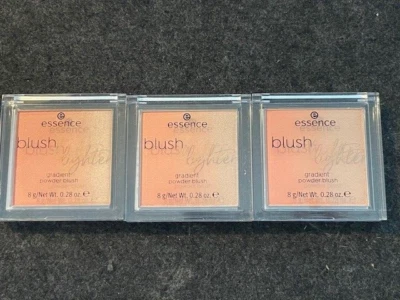 essence
blush
lighter
gradient
powder blush
8 g/Net Wt. 0.28 oz. e
essence
blush
lighter
gradient
powder blush
8 g/Net Wt. 0.28 oz. e
essence
blush
lighter
gradient
powder blush
8 g/Net Wt. 0.28 oz. e